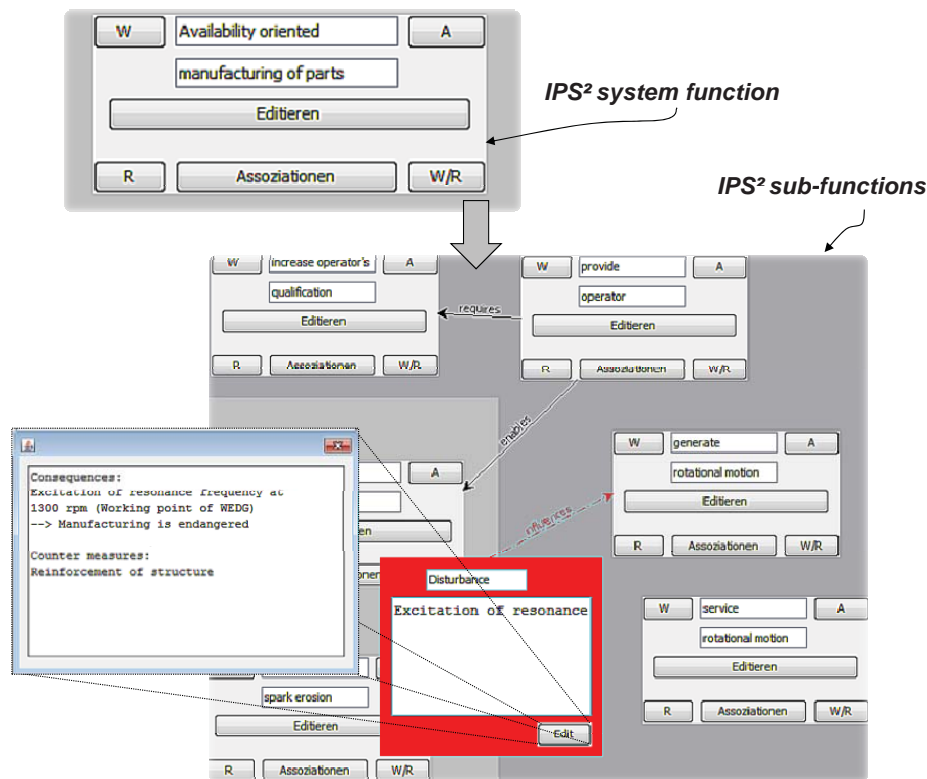 W Availability oriented A
manufacturing of parts
Editieren
R Assoziationen W/R
IPS² system function
IPS² sub-functions
W increase operator's A
qualification
Editieren
R Assoziationen W/R
requires
W provide A
operator
Editieren
R Assoziationen W/R
enables
A
en
W generate A
rotational motion
Editieren
R Assoziationen W/R
influences
Consequences:
Excitation of resonance frequency at
1300 rpm (Working point of WEDG)
--> Manufacturing is endangered
Counter measures:
Reinforcement of structure
Disturbance
Excitation of resonance
Edit
W service A
rotational motion
Editieren
R Assoziationen W/R
spark erosion
Editieren
R Assoziationen W/R